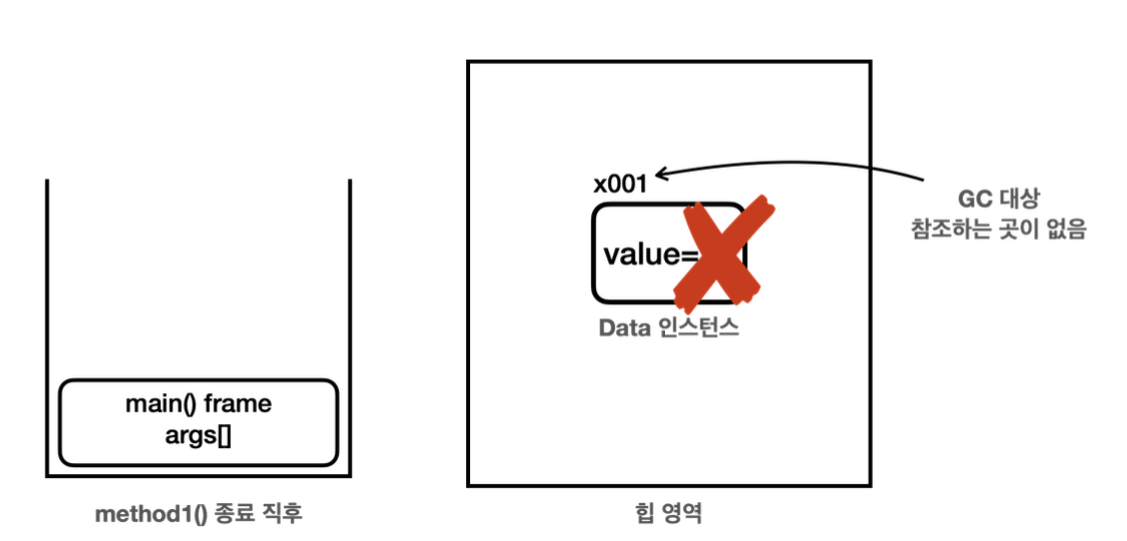 main() frame
args[]
method1() 종료 직후
x001
value=
Data 인스턴스
힙 영역
GC 대상
참조하는 곳이 없음